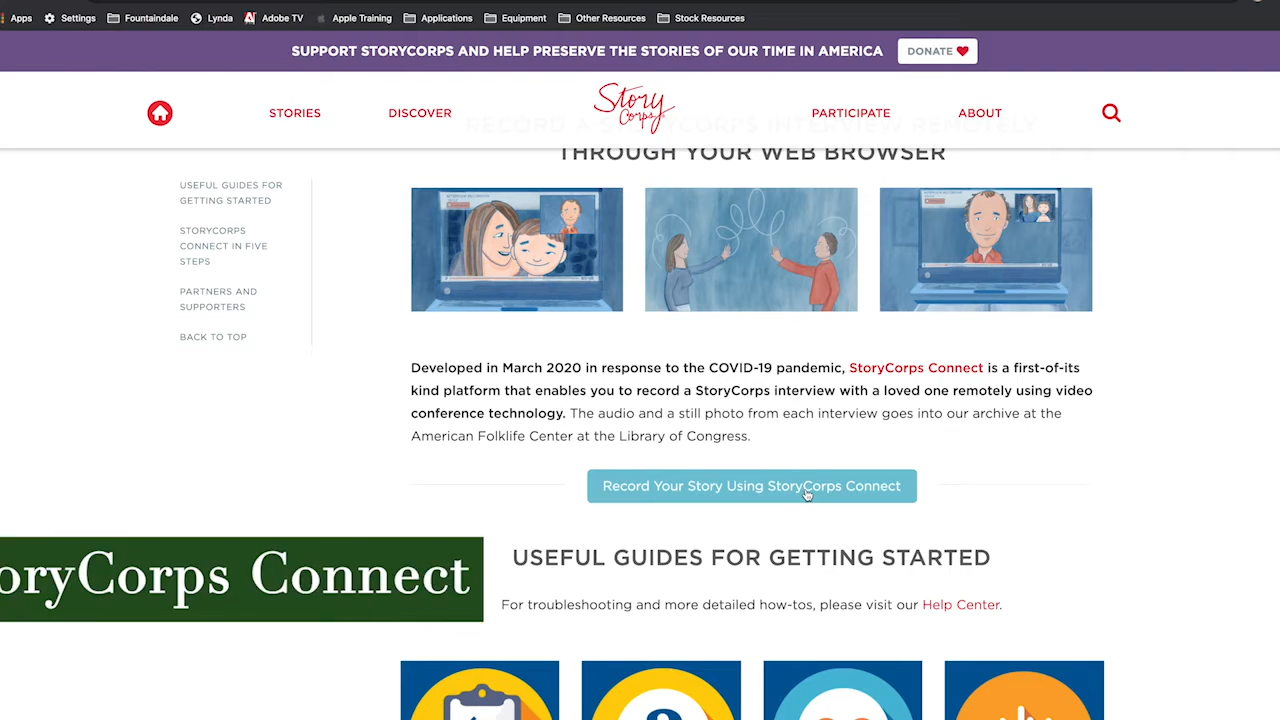 Apps Settings Fountaindale Lynda Adobe TV Apple Training Applications Equipment Other Resources Stock Resources
SUPPORT STORYCORPS AND HELP PRESERVE THE STORIES OF OUR TIME IN AMERICA DONATE
STORIES DISCOVER Story Corps PARTICIPATE ABOUT
RECORD A STORYCORPS INTERVIEW REMOTELY
THROUGH YOUR WEB BROWSER
USEFUL GUIDES FOR
GETTING STARTED
STORYCORPS
CONNECT IN FIVE
STEPS
PARTNERS AND
SUPPORTERS
BACK TO TOP
Developed in March 2020 in response to the COVID-19 pandemic, StoryCorps Connect is a first-of-its
kind platform that enables you to record a StoryCorps interview with a loved one remotely using video
conference technology. The audio and a still photo from each interview goes into our archive at the
American Folklife Center at the Library of Congress.
Record Your Story Using StoryCorps Connect
oryCorps Connect
USEFUL GUIDES FOR GETTING STARTED
For troubleshooting and more detailed how-tos, please visit our Help Center.